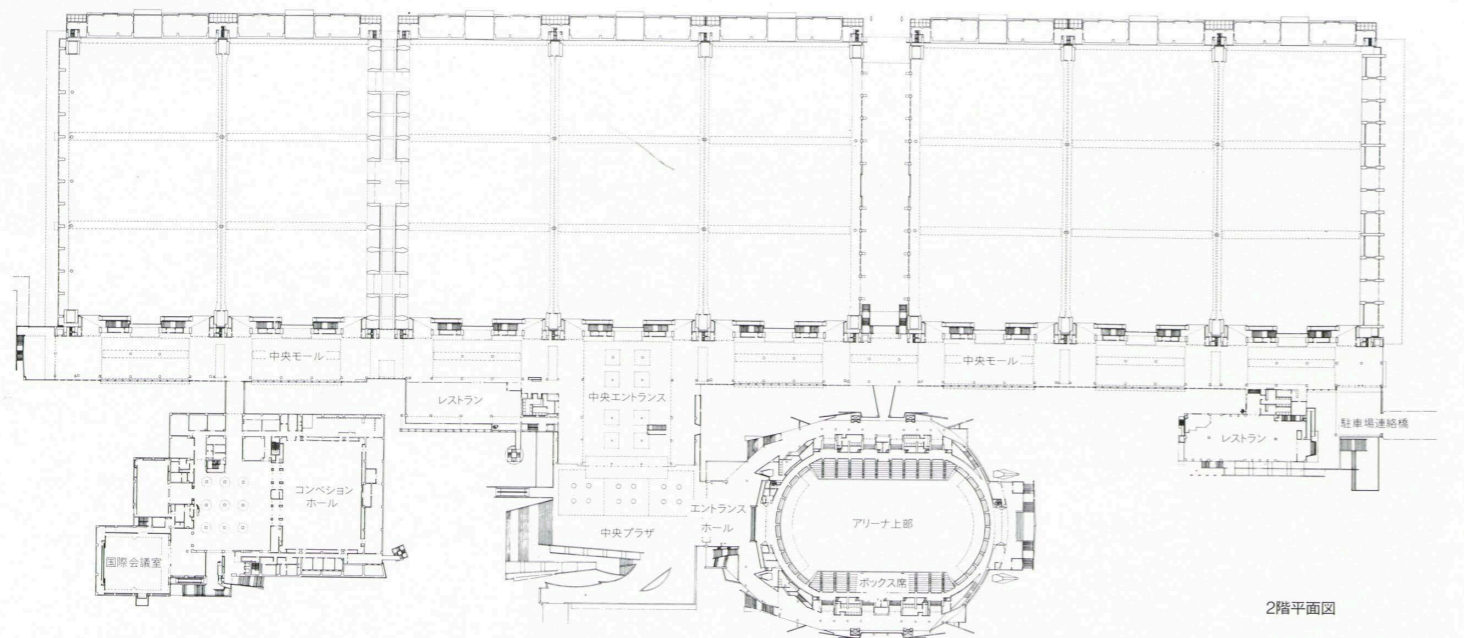 中央モール
中央モール
レストラン
中央エントランス
駐車場連絡橋
レストラン
コンベション
ホール
エントランス
ホール
アリーナ上部
中央プラザ
国際会議室
ボックス席
2階平面図